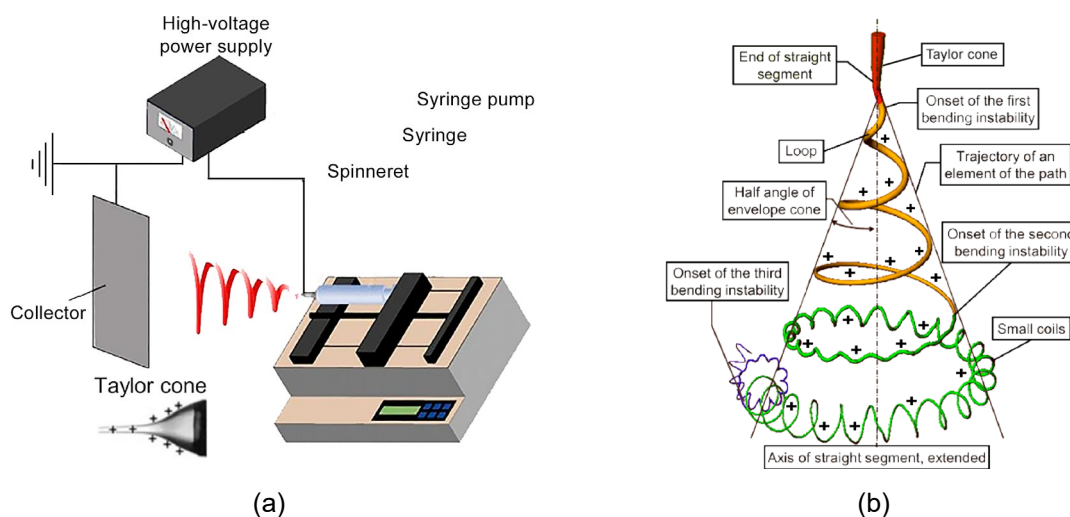 High-voltage
power supply
Syringe pump
Syringe
Spinneret
Collector
Taylor cone
(a)
End of straight
segment
Taylor cone
Onset of the first
bending instability
Loop
Trajectory of an
element of the path
Half angle of
envelope cone
Onset of the second
bending instability
Onset of the third
bending instability
Small coils
Axis of straight segment, extended
(b)